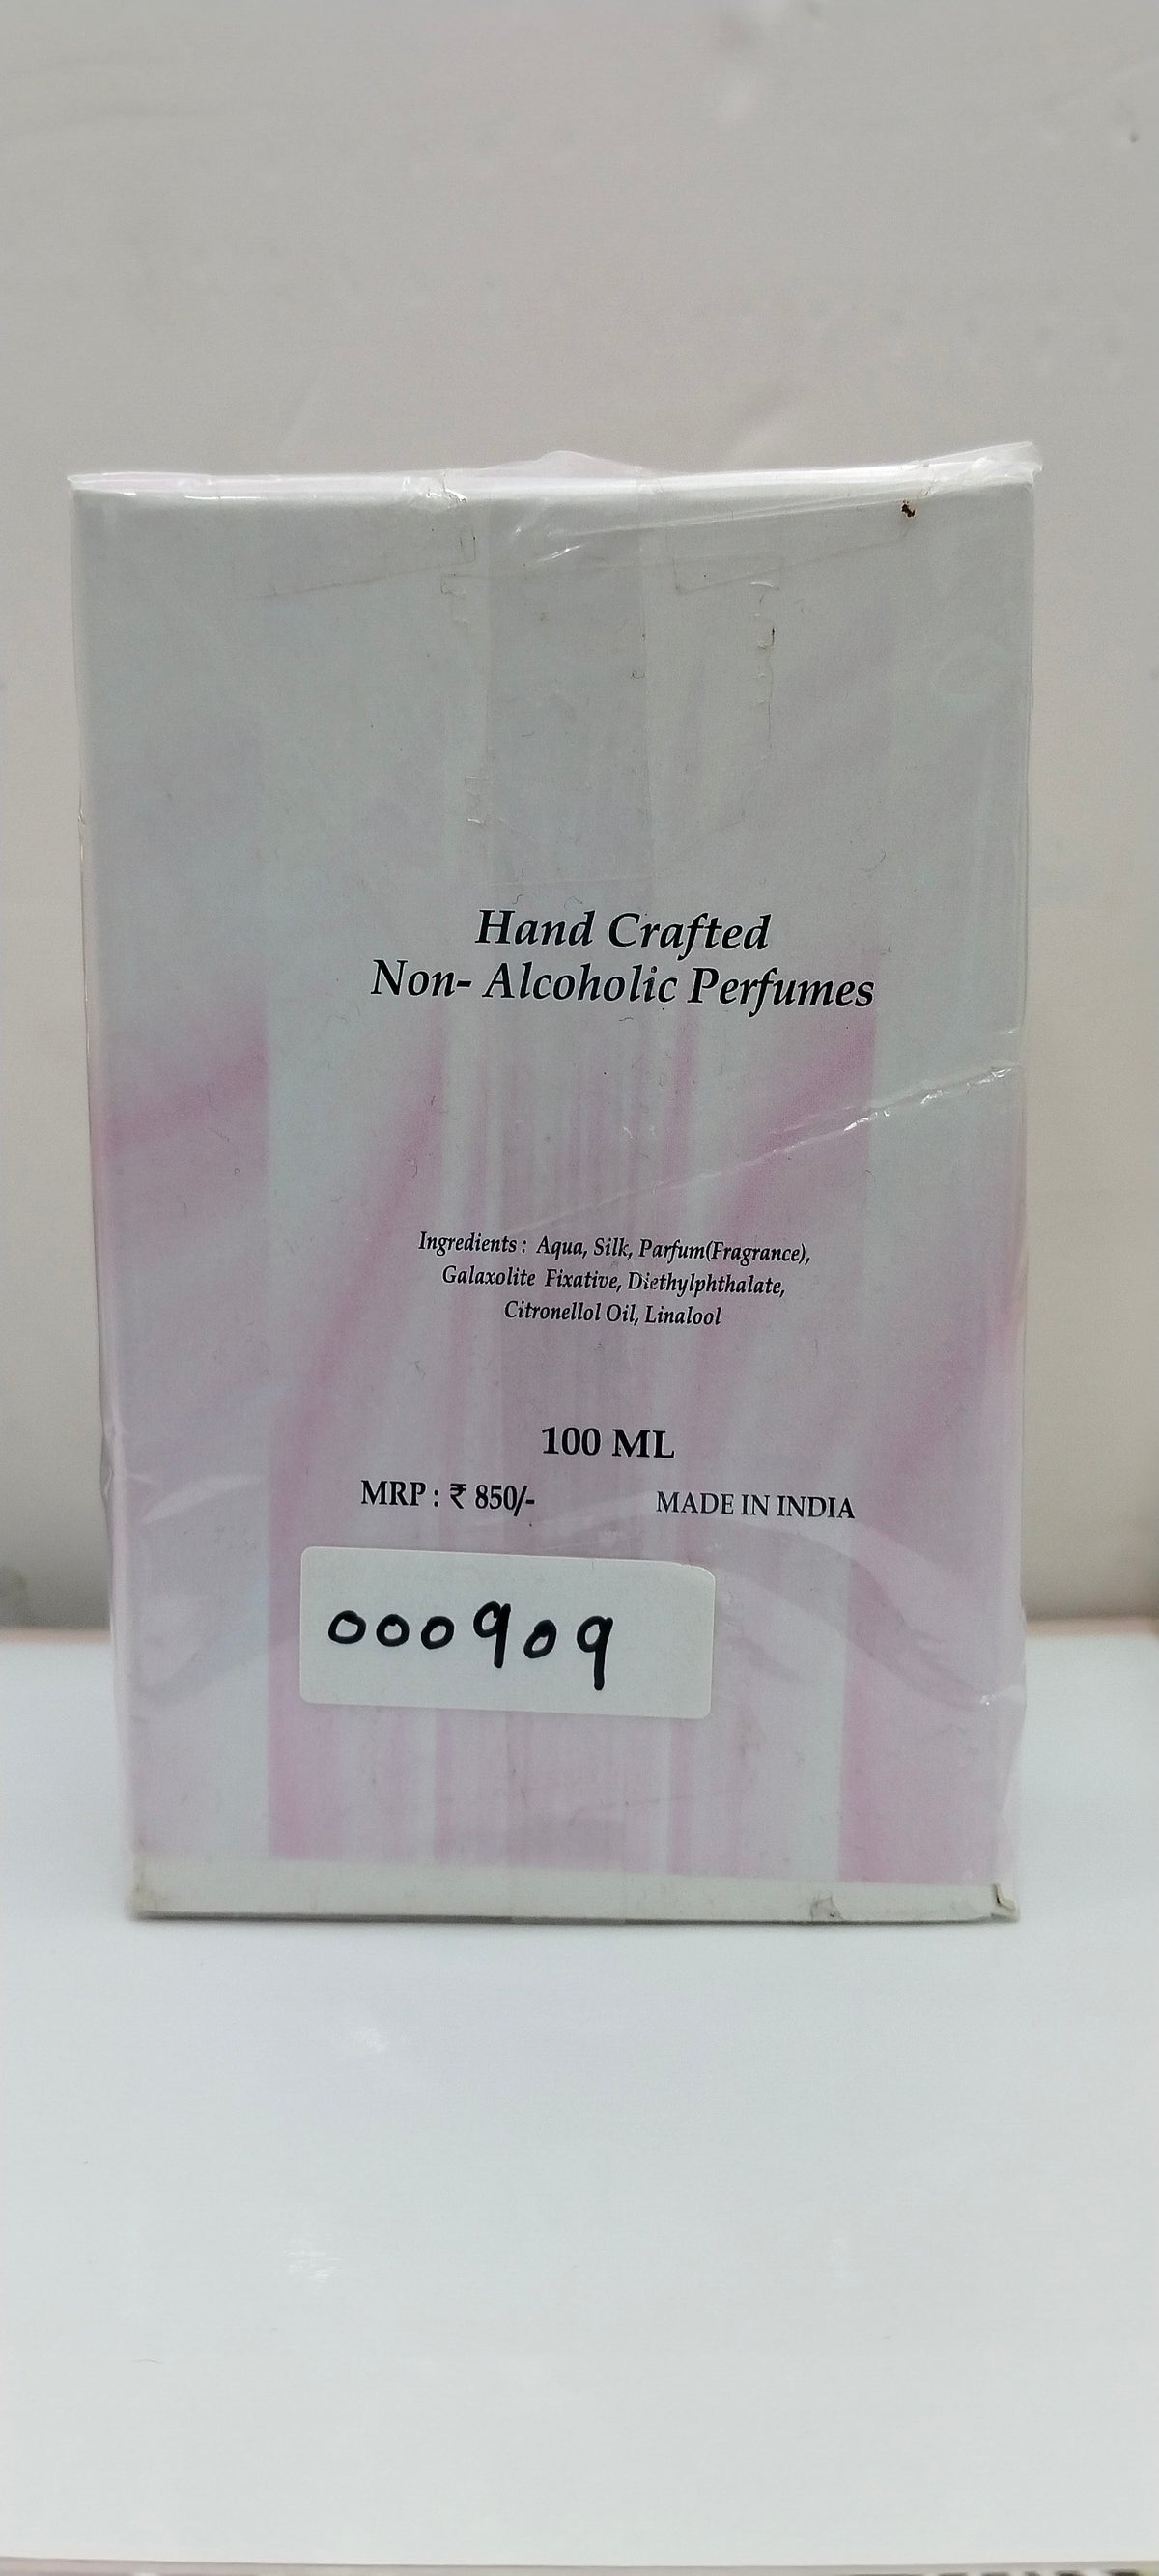 Hand Crafted
Non- Alcoholic Perfumes
Ingredients : Aqua, Silk, Parfum(Fragrance),
Galaxolite Fixative, Diethylphthalate,
Citronellol Oil, Linalool
100 ML
MRP : ₹ 850/- MADE IN INDIA
000909